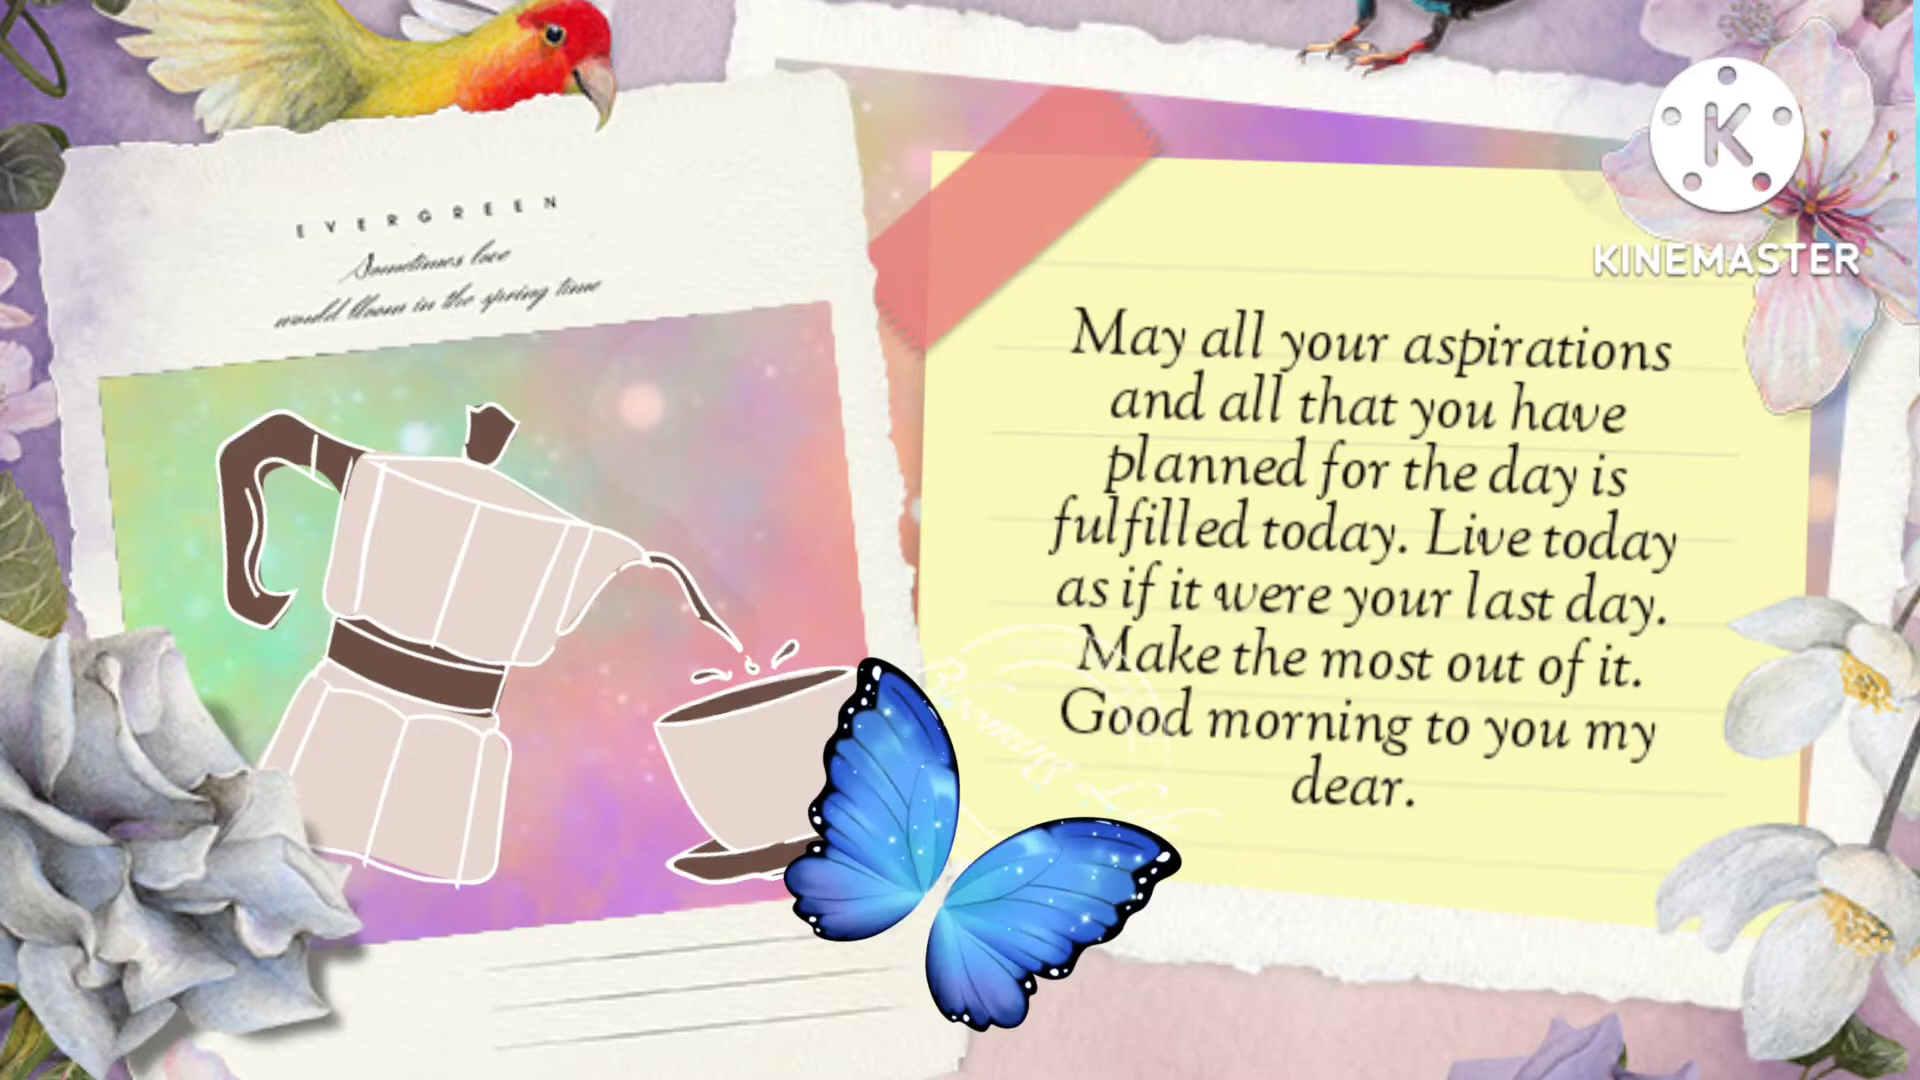 EVERGREEN
Sometimes love
would bloom in the spring time
K
KINEMASTER
May all your aspirations
and all that you have
planned for the day is
fulfilled today. Live today
as if it were your last day.
Make the most out of it.
Good morning to you my
dear.
Blooming